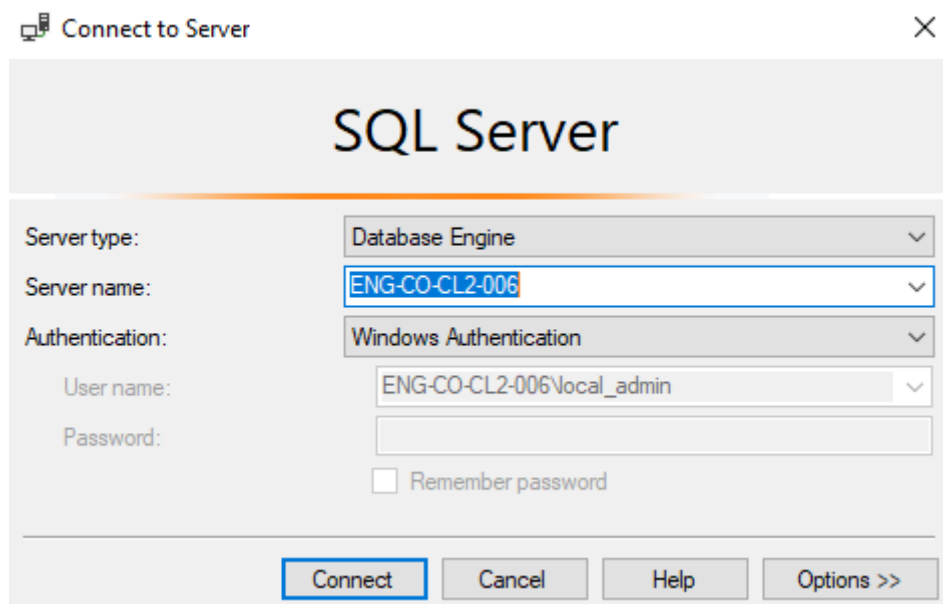 Connect to Server
SQL Server
Server type: Database Engine
Server name: ENG-CO-CL2-006
Authentication: Windows Authentication
User name: ENG-CO-CL2-006\local_admin
Password:
Remember password
Connect Cancel Help Options >>